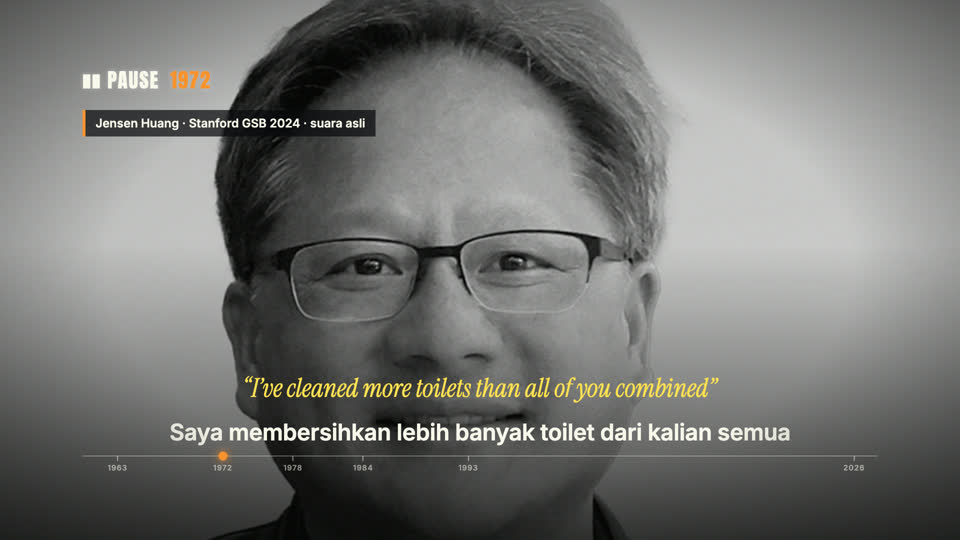 PAUSE 1972
Jensen Huang · Stanford GSB 2024 · suara asli
“I’ve cleaned more toilets than all of you combined”
Saya membersihkan lebih banyak toilet dari kalian semua
1963 1972 1978 1984 1993 2026